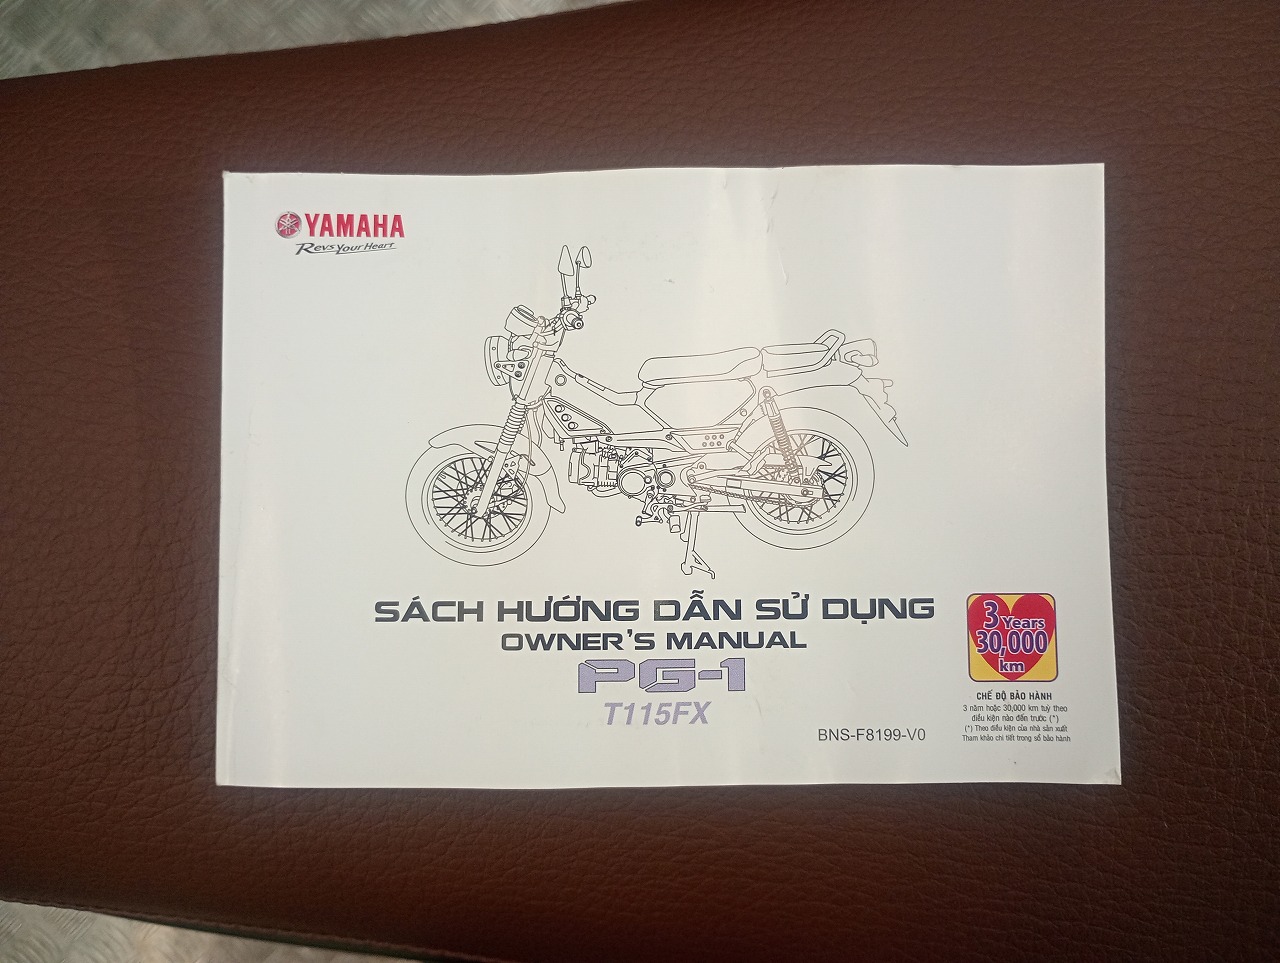 YAMAHA
Revs Your Heart
SÁCH HƯỚNG DẪN SỬ DỤNG
OWNER'S MANUAL
PG-1
T115FX
BNS-F8199-V0
3 Years
30,000
km
CHẾ ĐỘ BẢO HÀNH
3 năm hoặc 30,000 km tuỳ theo
điều kiện nào đến trước (*)
(*) Theo điều kiện của nhà sản xuất
Tham khảo chi tiết trong sổ bảo hành